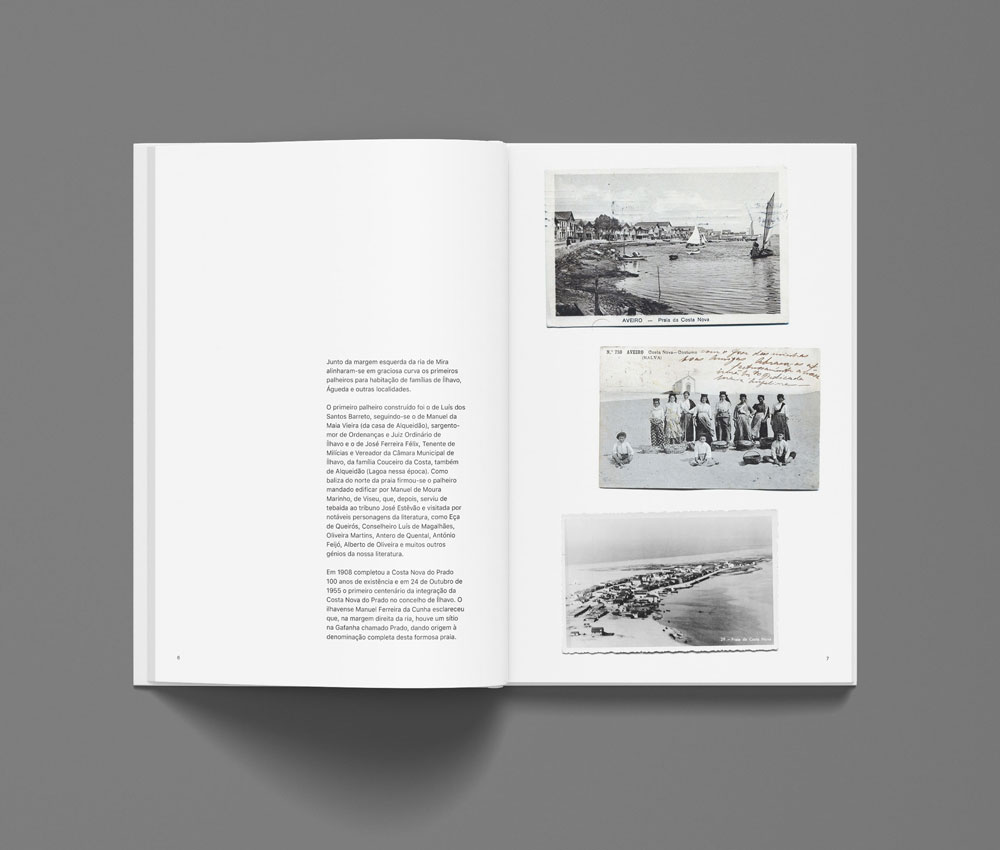 Junto da margem esquerda da ria de Mira
alinharam-se em graciosa curva os primeiros
palheiros para habitação de famílias de Ílhavo,
Águeda e outras localidades.
O primeiro palheiro construído foi o de Luís dos
Santos Barreto, seguindo-se o de Manuel da
Maia Vieira (da casa de Alqueidão), sargento-
mor de Ordenanças e Juiz Ordinário de
Ílhavo e o de José Ferreira Félix, Tenente de
Milícias e Vereador da Câmara Municipal de
Ílhavo, da família Couceiro da Costa, também
de Alqueidão (Lagoa nessa época). Como
baliza do norte da praia firmou-se o palheiro
mandado edificar por Manuel de Moura
Marinho, de Viseu, que, depois, serviu de
tebaida ao tribuno José Estêvão e visitada por
notáveis personagens da literatura, como Eça
de Queirós, Conselheiro Luís de Magalhães,
Oliveira Martins, Antero de Quental, António
Feijó, Alberto de Oliveira e muitos outros
génios da nossa literatura.
Em 1908 completou a Costa Nova do Prado
100 anos de existência e em 24 de Outubro de
1955 o primeiro centenário da integração da
Costa Nova do Prado no concelho de Ílhavo. O
ilhavense Manuel Ferreira da Cunha esclareceu
que, na margem direita da ria, houve um sítio
na Gafanha chamado Prado, dando origem à
denominação completa desta formosa praia.
6
AVEIRO — Praia da Costa Nova
N.º 750 AVEIRO Costa Nova—Costume
(SALVA)
29 - Praia da Costa Nova
7